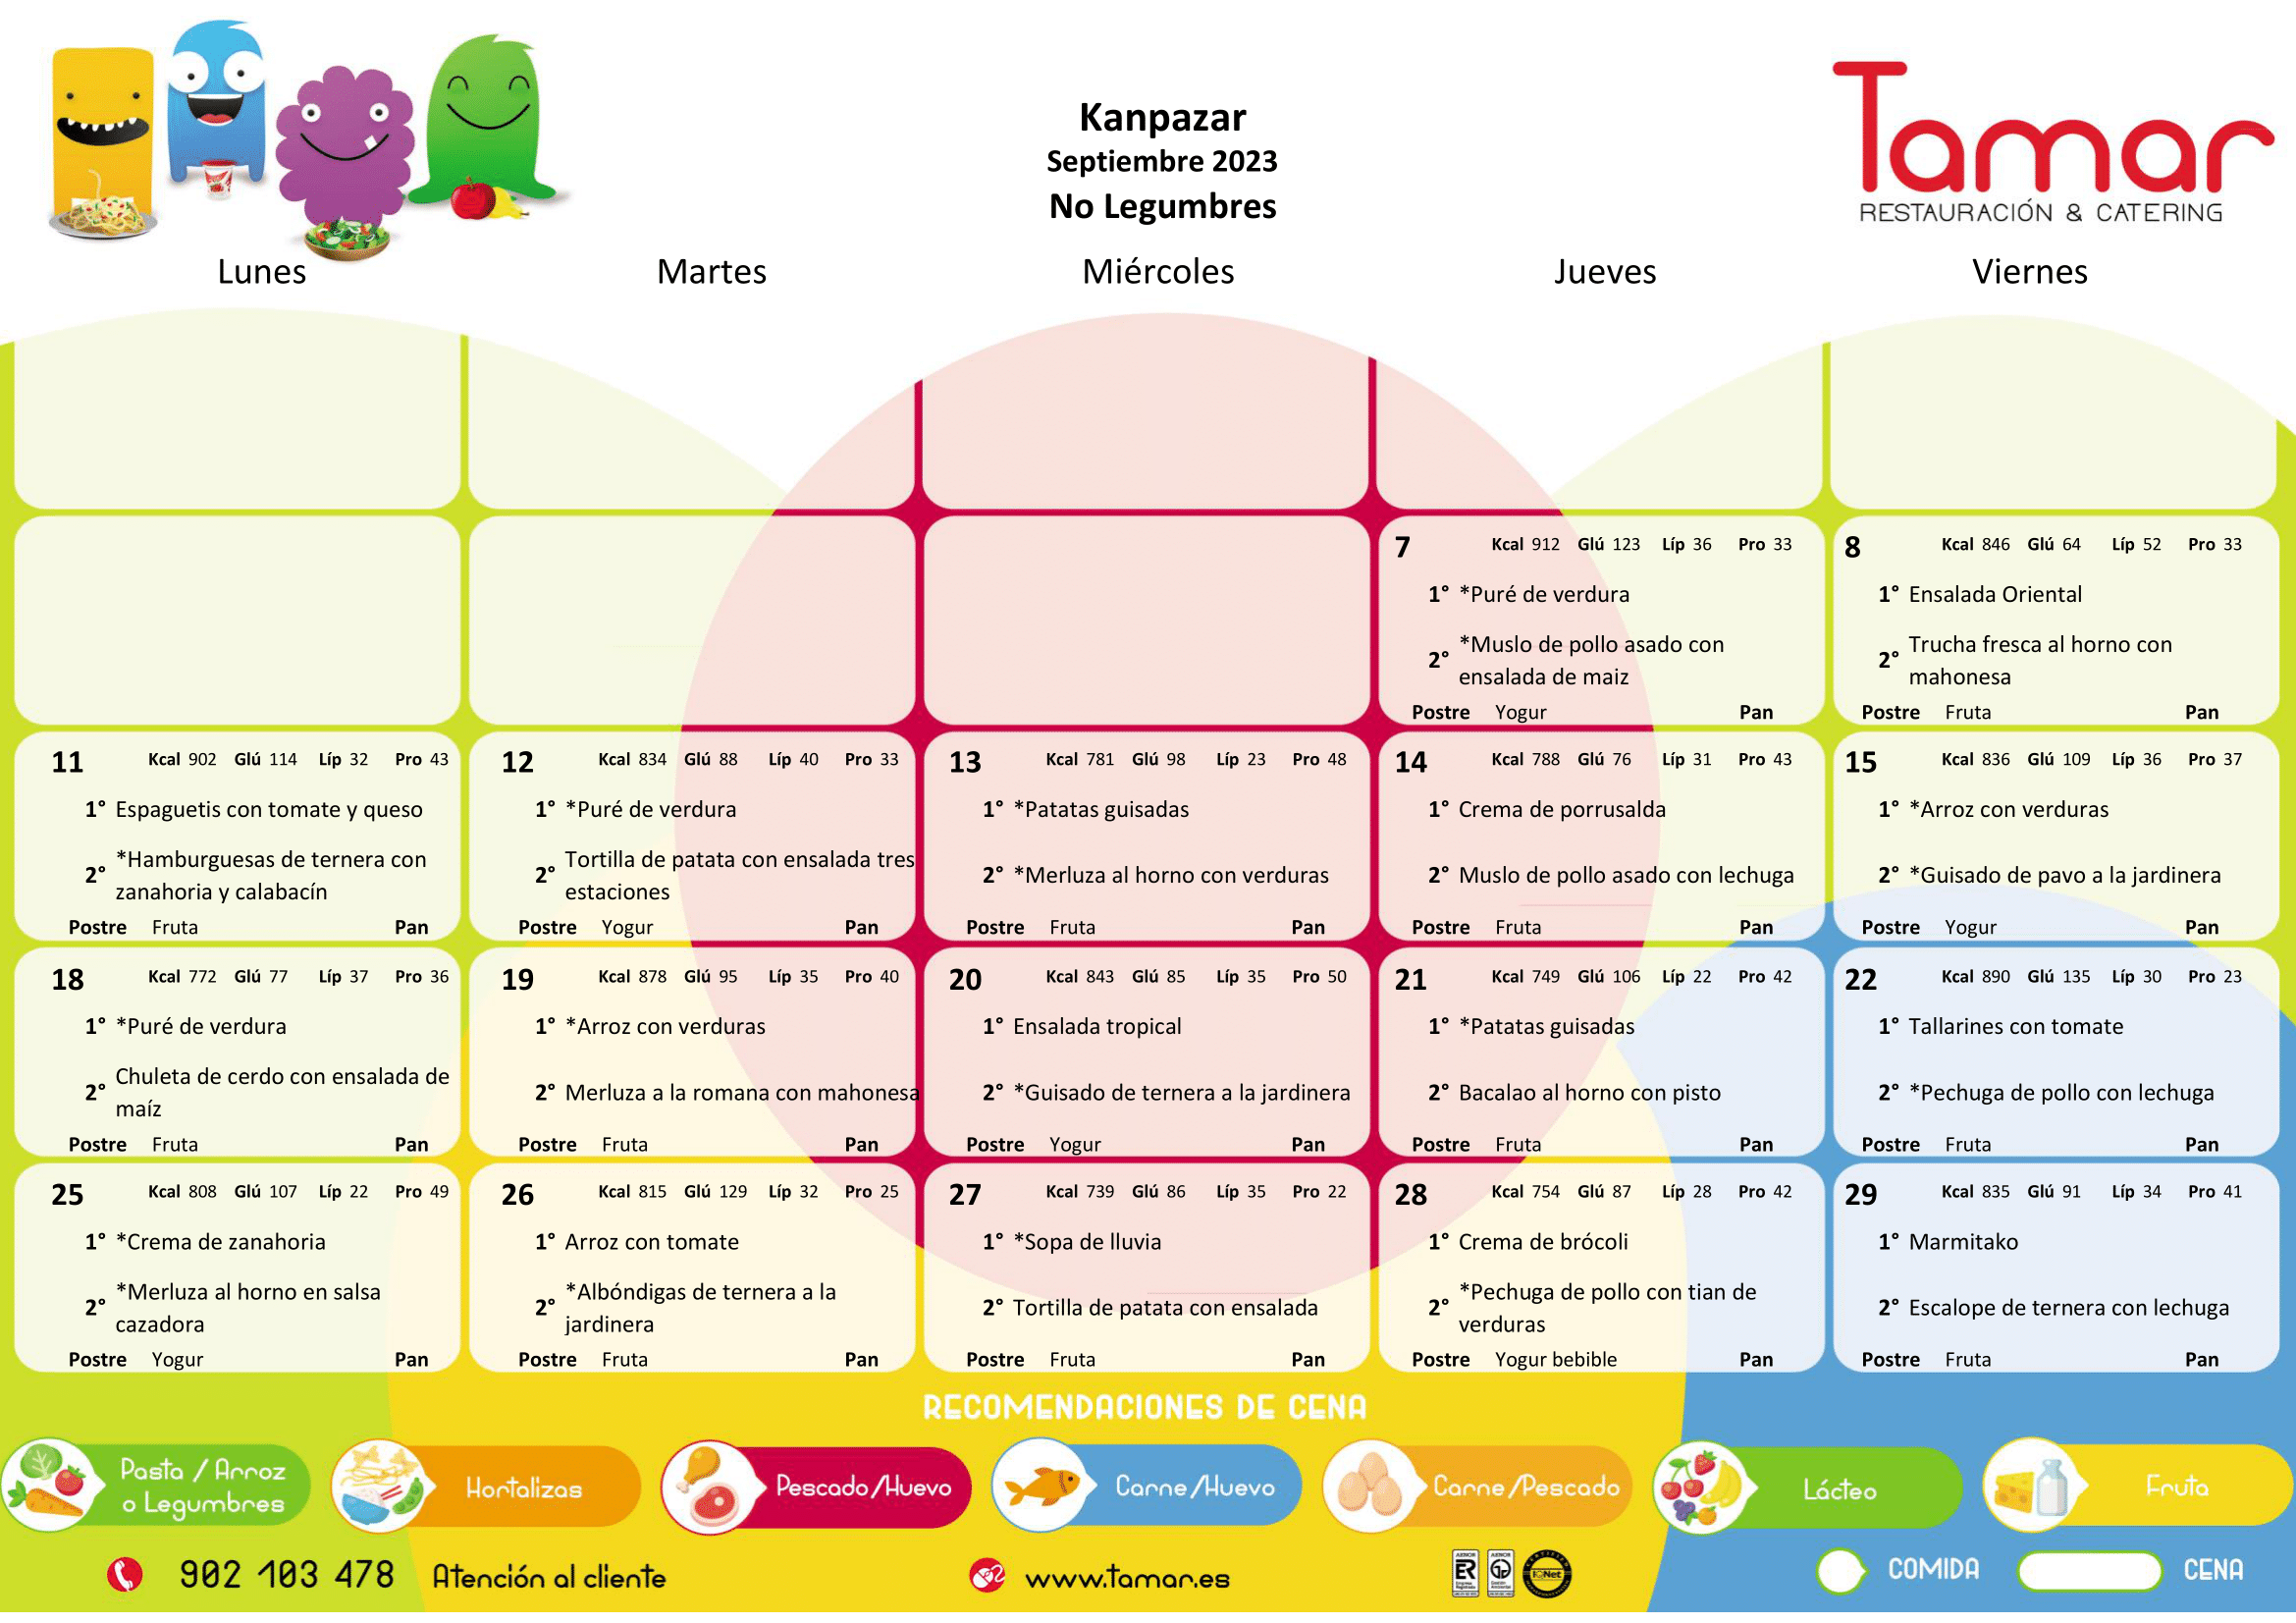 Kanpazar
Septiembre 2023
No Legumbres
Tamar
RESTAURACIÓN & CATERING
Lunes Martes Miércoles Jueves Viernes
7 Kcal 912 Glú 123 Líp 36 Pro 33
1° *Puré de verdura
2° *Muslo de pollo asado con
ensalada de maiz
Postre Yogur Pan
8 Kcal 846 Glú 64 Líp 52 Pro 33
1° Ensalada Oriental
2° Trucha fresca al horno con
mahonesa
Postre Fruta Pan
11 Kcal 902 Glú 114 Líp 32 Pro 43
1° Espaguetis con tomate y queso
2° *Hamburguesas de ternera con
zanahoria y calabacín
Postre Fruta Pan
12 Kcal 834 Glú 88 Líp 40 Pro 33
1° *Puré de verdura
2° Tortilla de patata con ensalada tres
estaciones
Postre Yogur Pan
13 Kcal 781 Glú 98 Líp 23 Pro 48
1° *Patatas guisadas
2° *Merluza al horno con verduras
Postre Fruta Pan
14 Kcal 788 Glú 76 Líp 31 Pro 43
1° Crema de porrusalda
2° Muslo de pollo asado con lechuga
Postre Fruta Pan
15 Kcal 836 Glú 109 Líp 36 Pro 37
1° *Arroz con verduras
2° *Guisado de pavo a la jardinera
Postre Yogur Pan
18 Kcal 772 Glú 77 Líp 37 Pro 36
1° *Puré de verdura
2° Chuleta de cerdo con ensalada de
maíz
Postre Fruta Pan
19 Kcal 878 Glú 95 Líp 35 Pro 40
1° *Arroz con verduras
2° Merluza a la romana con mahonesa
Postre Fruta Pan
20 Kcal 843 Glú 85 Líp 35 Pro 50
1° Ensalada tropical
2° *Guisado de ternera a la jardinera
Postre Yogur Pan
21 Kcal 749 Glú 106 Líp 22 Pro 42
1° *Patatas guisadas
2° Bacalao al horno con pisto
Postre Fruta Pan
22 Kcal 890 Glú 135 Líp 30 Pro 23
1° Tallarines con tomate
2° *Pechuga de pollo con lechuga
Postre Fruta Pan
25 Kcal 808 Glú 107 Líp 22 Pro 49
1° *Crema de zanahoria
2° *Merluza al horno en salsa
cazadora
Postre Yogur Pan
26 Kcal 815 Glú 129 Líp 32 Pro 25
1° Arroz con tomate
2° *Albóndigas de ternera a la
jardinera
Postre Fruta Pan
27 Kcal 739 Glú 86 Líp 35 Pro 22
1° *Sopa de lluvia
2° Tortilla de patata con ensalada
Postre Fruta Pan
28 Kcal 754 Glú 87 Líp 28 Pro 42
1° Crema de brócoli
2° *Pechuga de pollo con tian de
verduras
Postre Yogur bebible Pan
29 Kcal 835 Glú 91 Líp 34 Pro 41
1° Marmitako
2° Escalope de ternera con lechuga
Postre Fruta Pan
RECOMENDACIONES DE CENA
Pasta / Arroz
o Legumbres
Hortalizas
Pescado/Huevo
Carne/Huevo
Carne/Pescado
Lácteo
Fruta
902 103 478 Atención al cliente
www.tamar.es
AENOR
ER
AENOR
IQNet
COMIDA
CENA